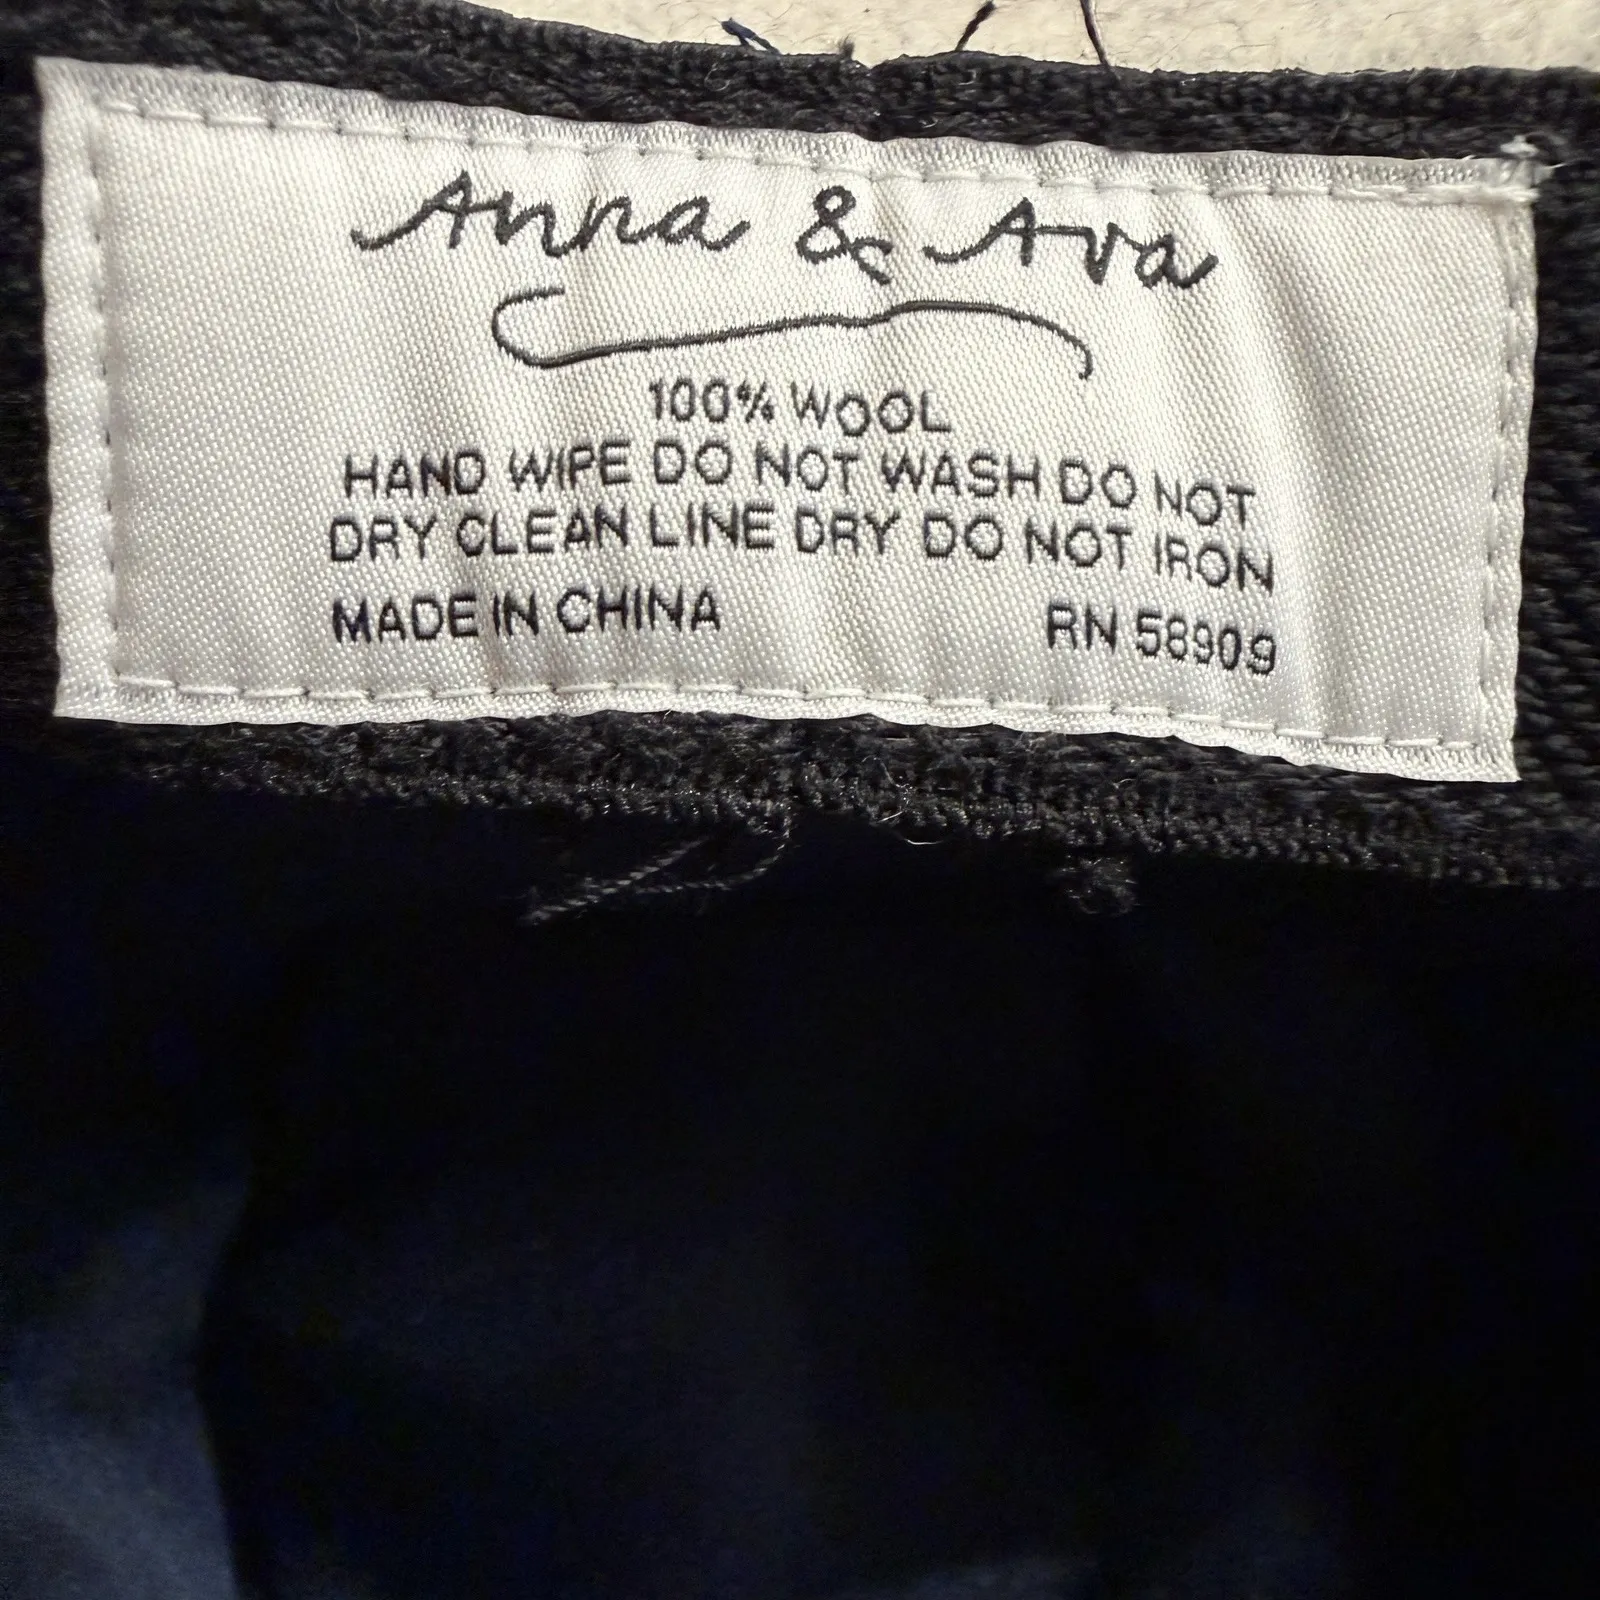 Anna & Ava
100% WOOL
HAND WIPE DO NOT WASH DO NOT
DRY CLEAN LINE DRY DO NOT IRON
MADE IN CHINA RN 58909